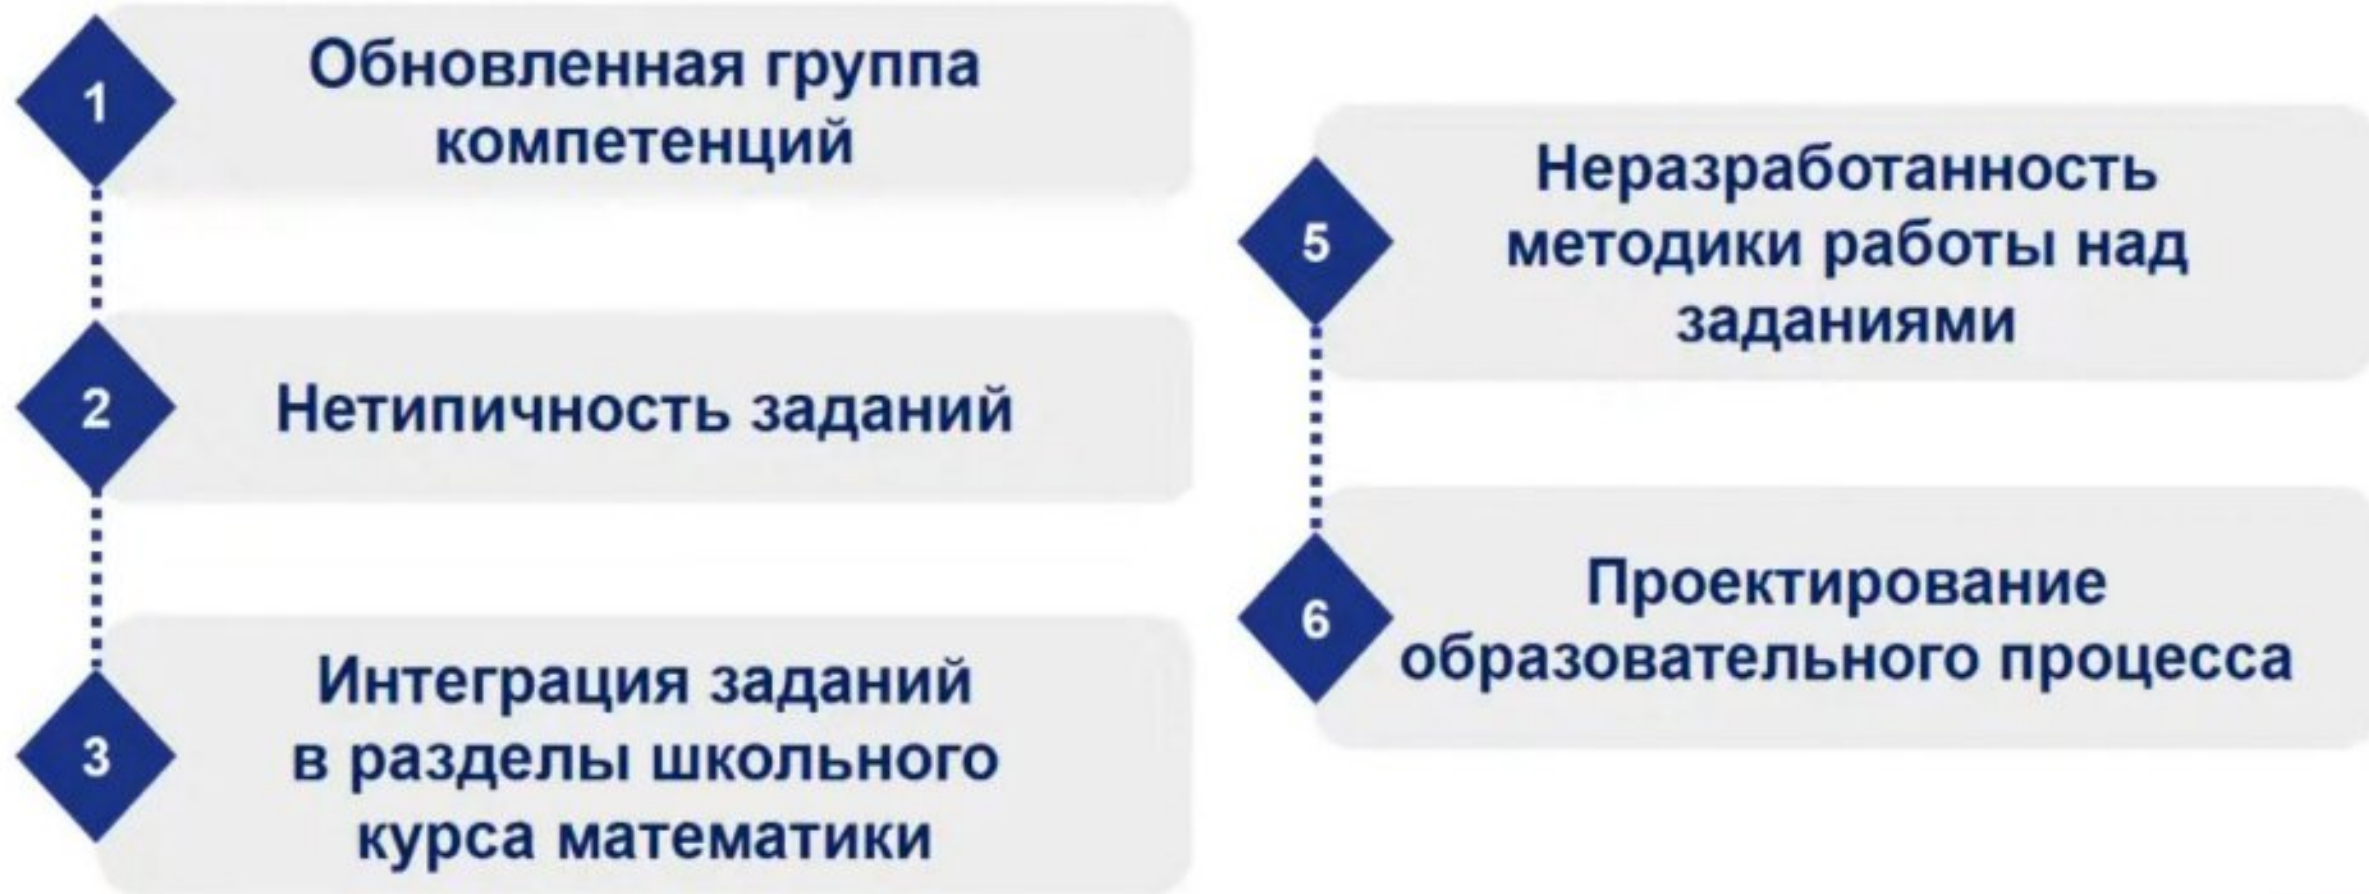 1
Обновленная группа
компетенций
2
Нетипичность заданий
3
Интеграция заданий
в разделы школьного
курса математики
5
Неразработанность
методики работы над
заданиями
6
Проектирование
образовательного процесса